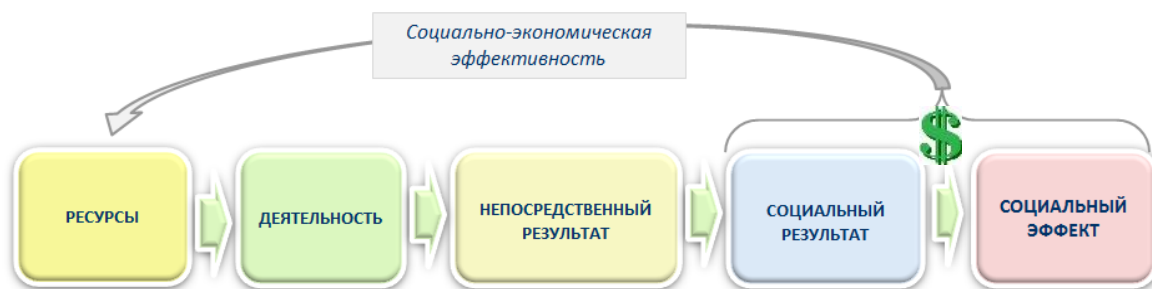 Социально-экономическая
эффективность
$
РЕСУРСЫ
ДЕЯТЕЛЬНОСТЬ
НЕПОСРЕДСТВЕННЫЙ
РЕЗУЛЬТАТ
СОЦИАЛЬНЫЙ
РЕЗУЛЬТАТ
СОЦИАЛЬНЫЙ
ЭФФЕКТ